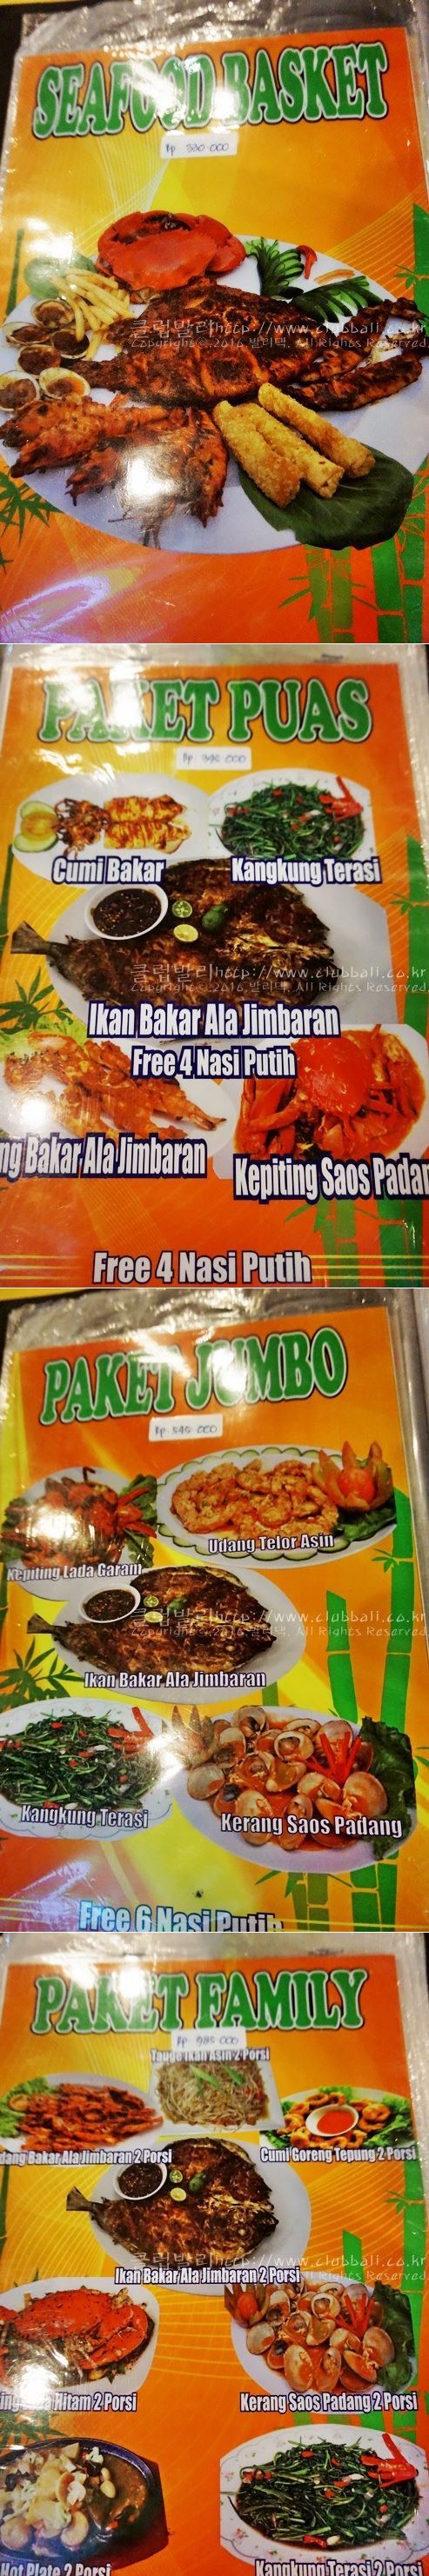 SEAFOOD BASKET
Rp 320.000
클럽발리http://www.clubbali.co.kr
Copyright © 2016 발리택. All Rights Reserved.
PAKET PUAS
Rp 395.000
Cumi Bakar
Kangkung Terasi
클럽발리http://www.clubbali.co.kr
Copyright © 2016 발리택. All Rights Reserved.
Ikan Bakar Ala Jimbaran
Free 4 Nasi Putih
ng Bakar Ala Jimbaran
Kepiting Saos Padan
Free 4 Nasi Putih
PAKET JUMBO
Rp 545.000
Udang Telor Asin
Kepiting Lada Garam
클럽발리http://www.clubbali.co.kr
Copyright © 2016 발리택. All Rights Reserved.
Ikan Bakar Ala Jimbaran
Kangkung Terasi
Kerang Saos Padang
Free 6 Nasi Putih
PAKET FAMILY
Rp 985.000
Tauge Ikan Asin 2 Porsi
dang Bakar Ala Jimbaran 2 Porsi
Cumi Goreng Tepung 2 Porsi
클럽발리http://www.clubbali.co.kr
Ikan Bakar Ala Jimbaran 2 Porsi
All Rights Reserved.
Hitam 2 Porsi
Kerang Saos Padang 2 Porsi
Hot Plate 2 Porsi
Kangkung Terasi 2 Porsi